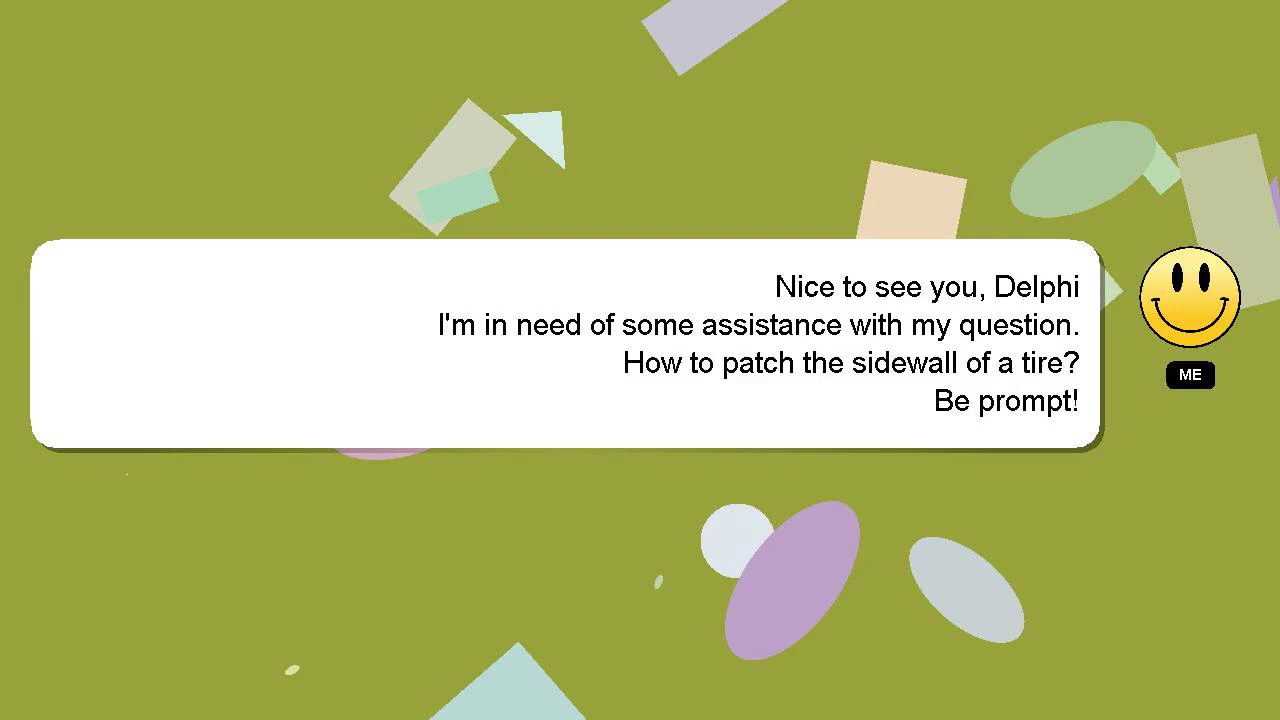 Nice to see you, Delphi
I'm in need of some assistance with my question.
How to patch the sidewall of a tire?
Be prompt!
ME